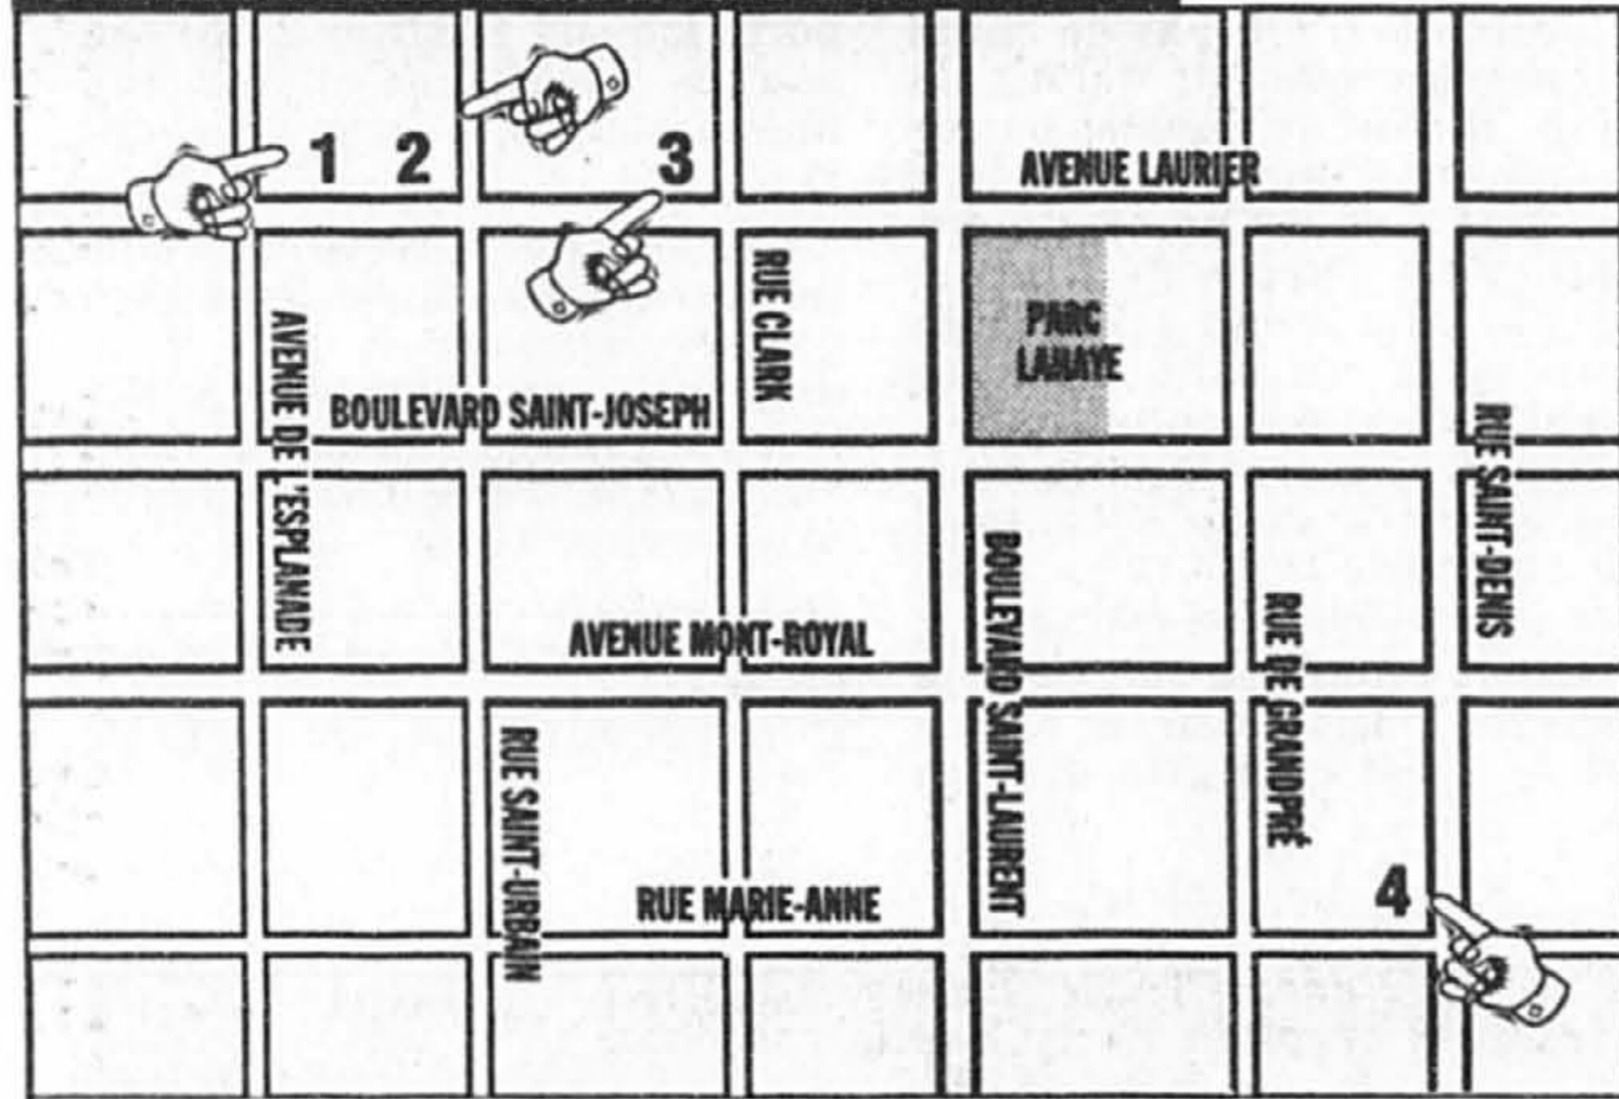 1 2 3
AVENUE LAURIER
RUE CLARK
PARC
LAHAYE
AVENUE DE L'ESPLANADE
BOULEVARD SAINT-JOSEPH
RUE SAINT-DENIS
BOULEVARD SAINT-LAURENT
AVENUE MONT-ROYAL
RUE DE GRANDPRÉ
RUE SAINT-URBAIN
RUE MARIE-ANNE
4